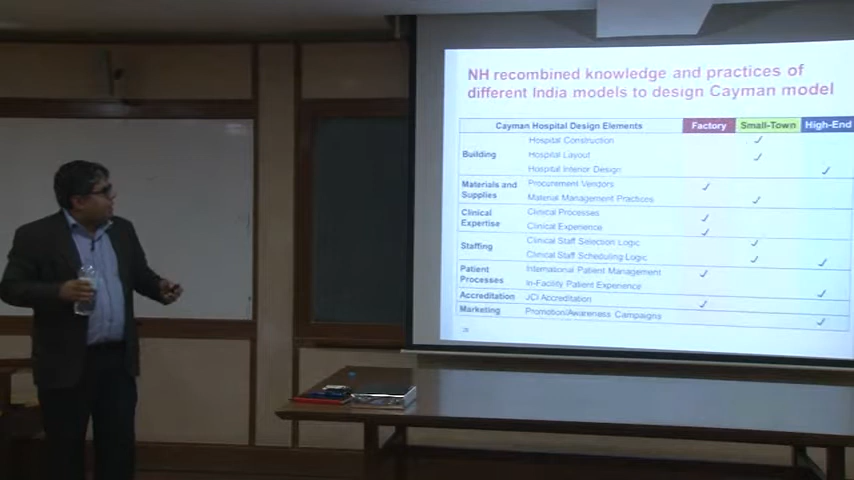 NH recombined knowledge and practices of
different India models to design Cayman model
Cayman Hospital Design Elements Factory Small-Town High-End
Building Hospital Construction ✓
Hospital Layout ✓
Hospital Interior Design ✓
Materials and Supplies Procurement Vendors ✓
Material Management Practices ✓
Clinical Expertise Clinical Processes ✓
Clinical Experience ✓
Staffing Clinical Staff Selection Logic ✓
Clinical Staff Scheduling Logic ✓ ✓
Patient Processes International Patient Management ✓
In-Facility Patient Experience ✓
Accreditation JCI Accreditation ✓
Marketing Promotion/Awareness Campaigns ✓